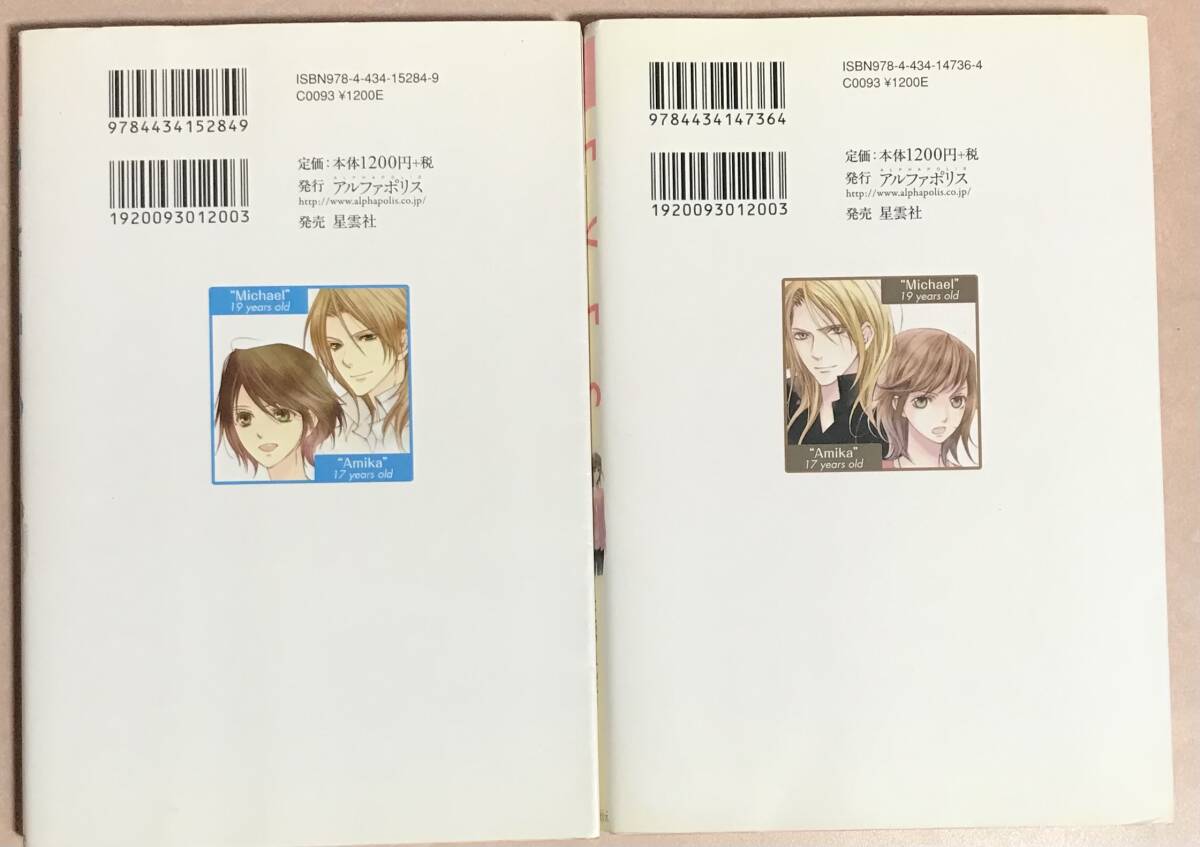 ISBN978-4-434-15284-9
C0093 ¥1200E
9784434152849
定価：本体1200円+税
発行 アルファポリス
ALPHAPOLIS
http://www.alphapolis.co.jp/
1920093012003
発売 星雲社
"Michael"
19 years old
"Amika"
17 years old
EYES
ISBN978-4-434-14736-4
C0093 ¥1200E
9784434147364
定価：本体1200円+税
発行 アルファポリス
ALPHAPOLIS
http://www.alphapolis.co.jp/
1920093012003
発売 星雲社
"Michael"
19 years old
"Amika"
17 years old